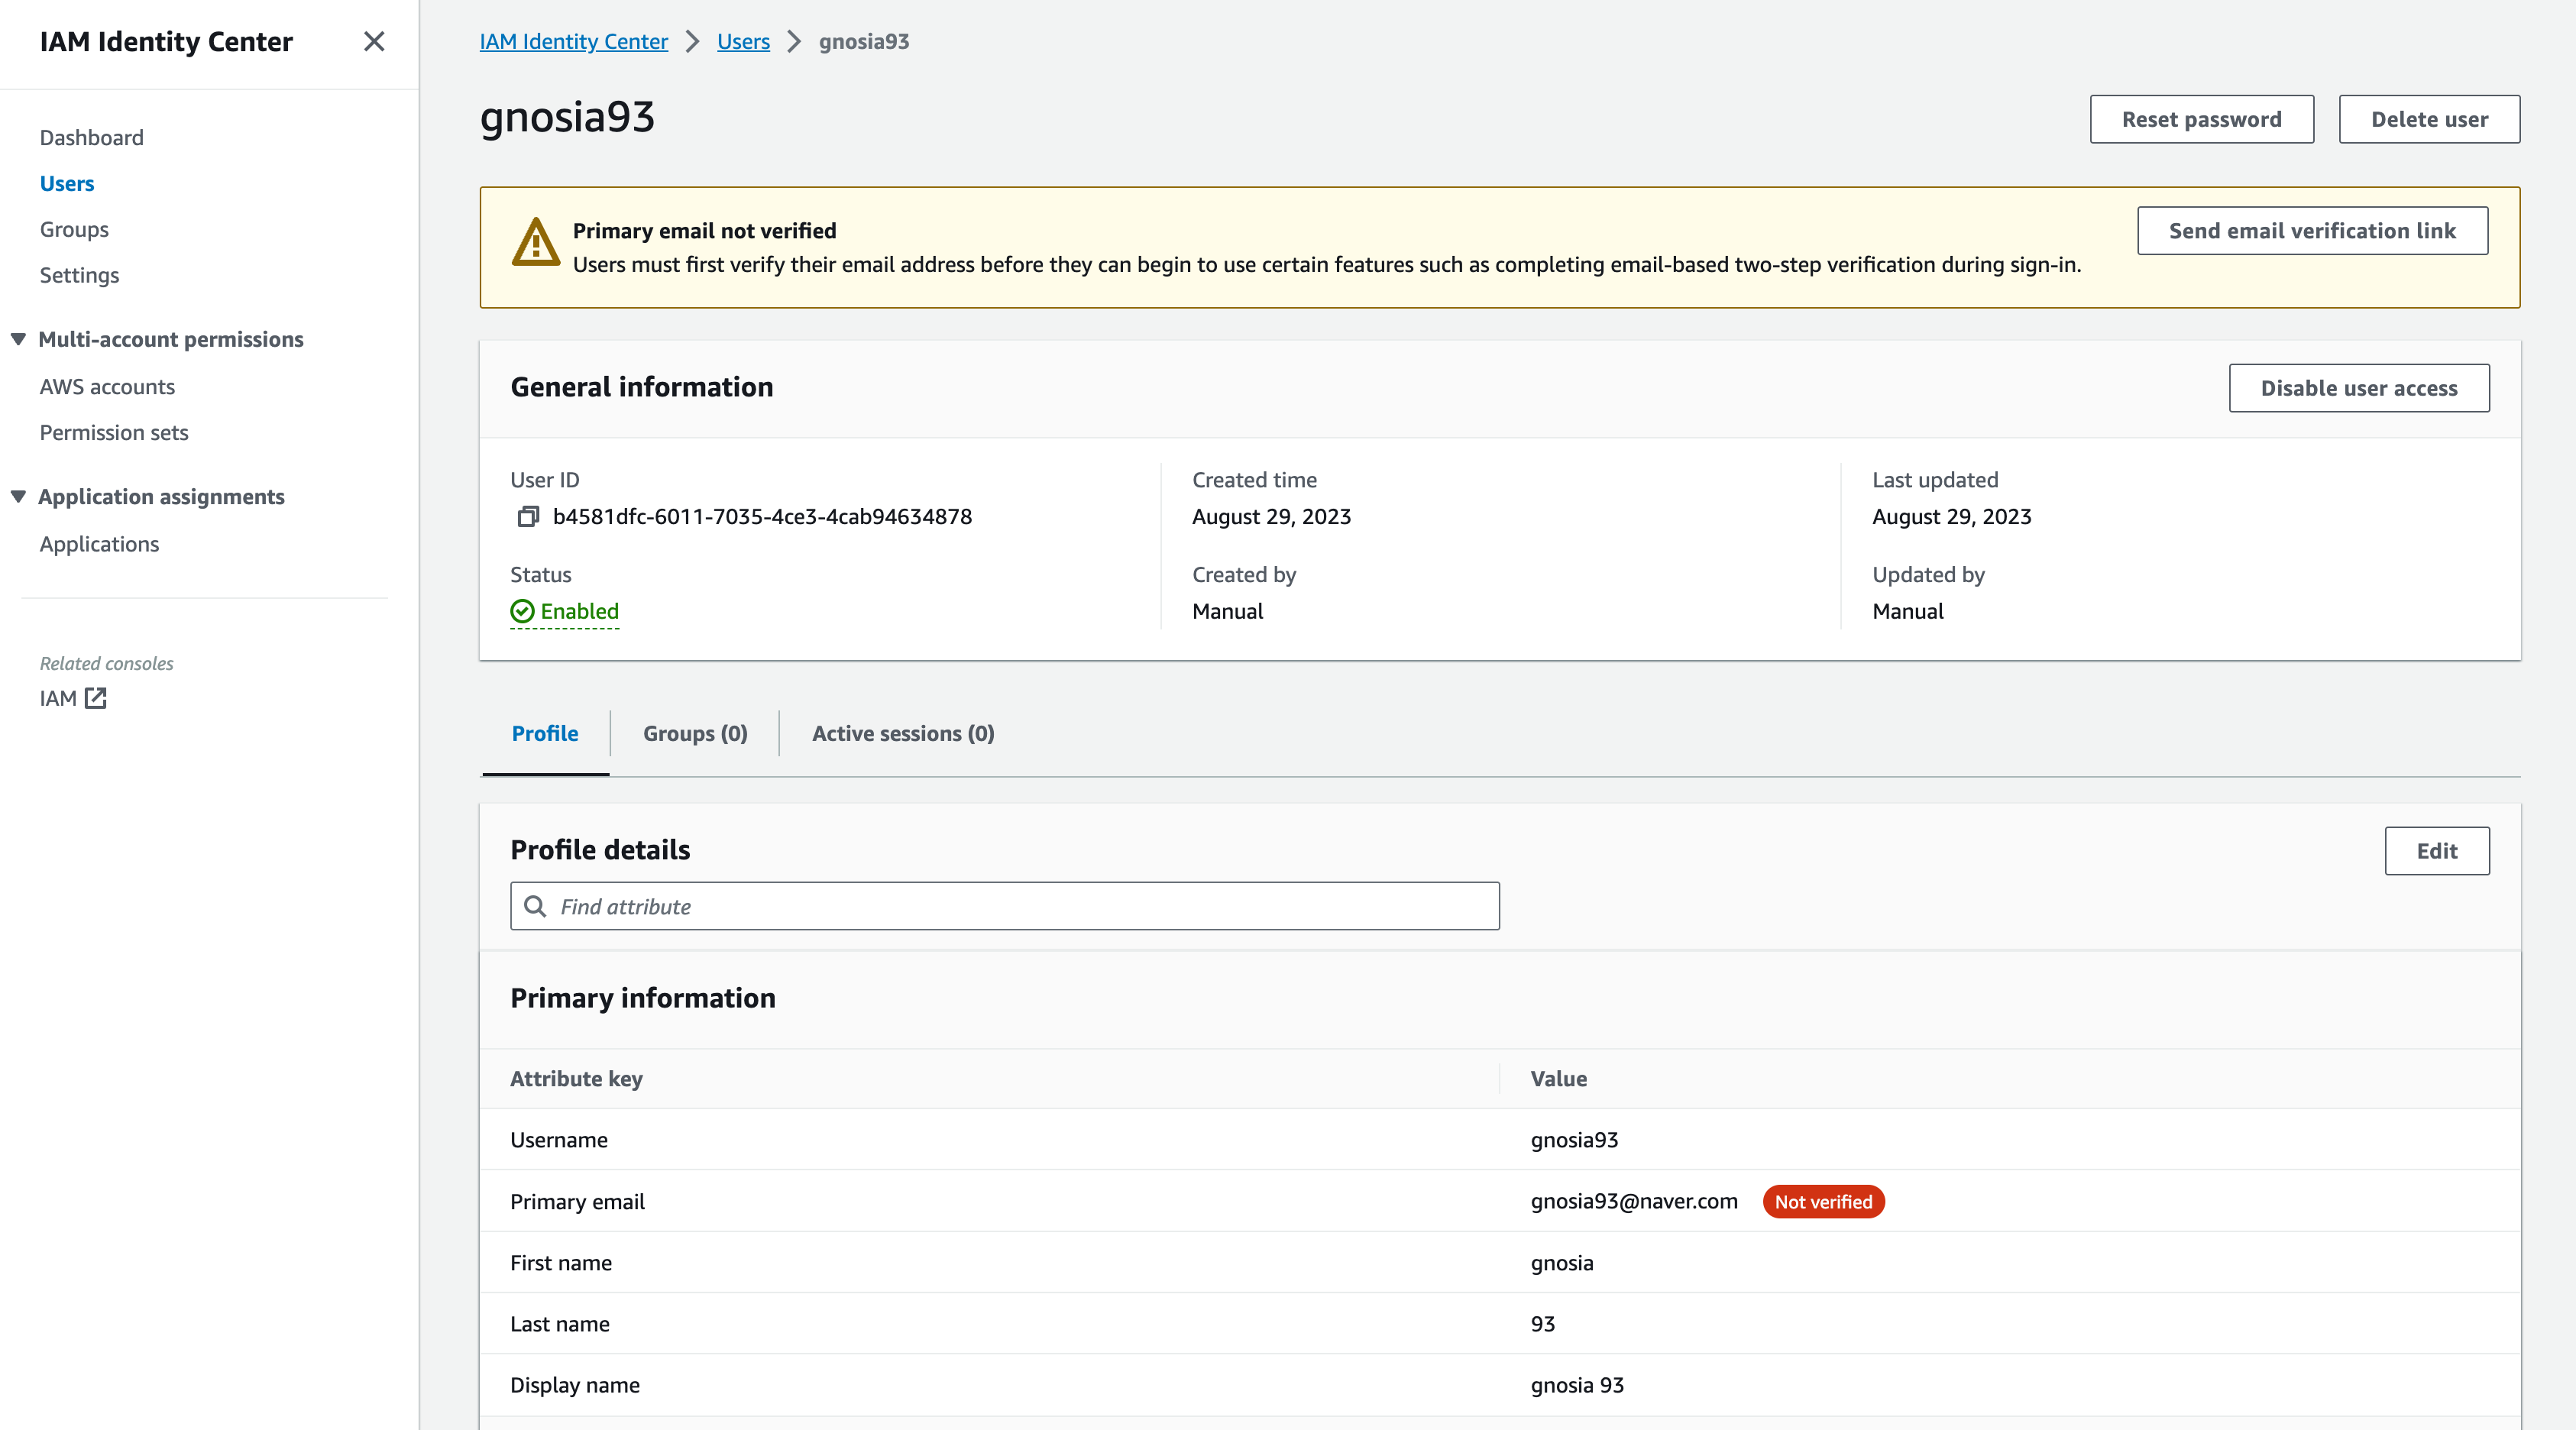 IAM Identity Center
Dashboard
Users
Groups
Settings
Multi-account permissions
AWS accounts
Permission sets
Application assignments
Applications
Related consoles
IAM
IAM Identity Center > Users > gnosia93
gnosia93
Reset password
Delete user
Primary email not verified
Users must first verify their email address before they can begin to use certain features such as completing email-based two-step verification during sign-in.
Send email verification link
General information
Disable user access
User ID
b4581dfc-6011-7035-4ce3-4cab94634878
Status
Enabled
Created time
August 29, 2023
Created by
Manual
Last updated
August 29, 2023
Updated by
Manual
Profile
Groups (0)
Active sessions (0)
Profile details
Edit
Find attribute
Primary information
Attribute key Value
Username gnosia93
Primary email gnosia93@naver.com Not verified
First name gnosia
Last name 93
Display name gnosia 93